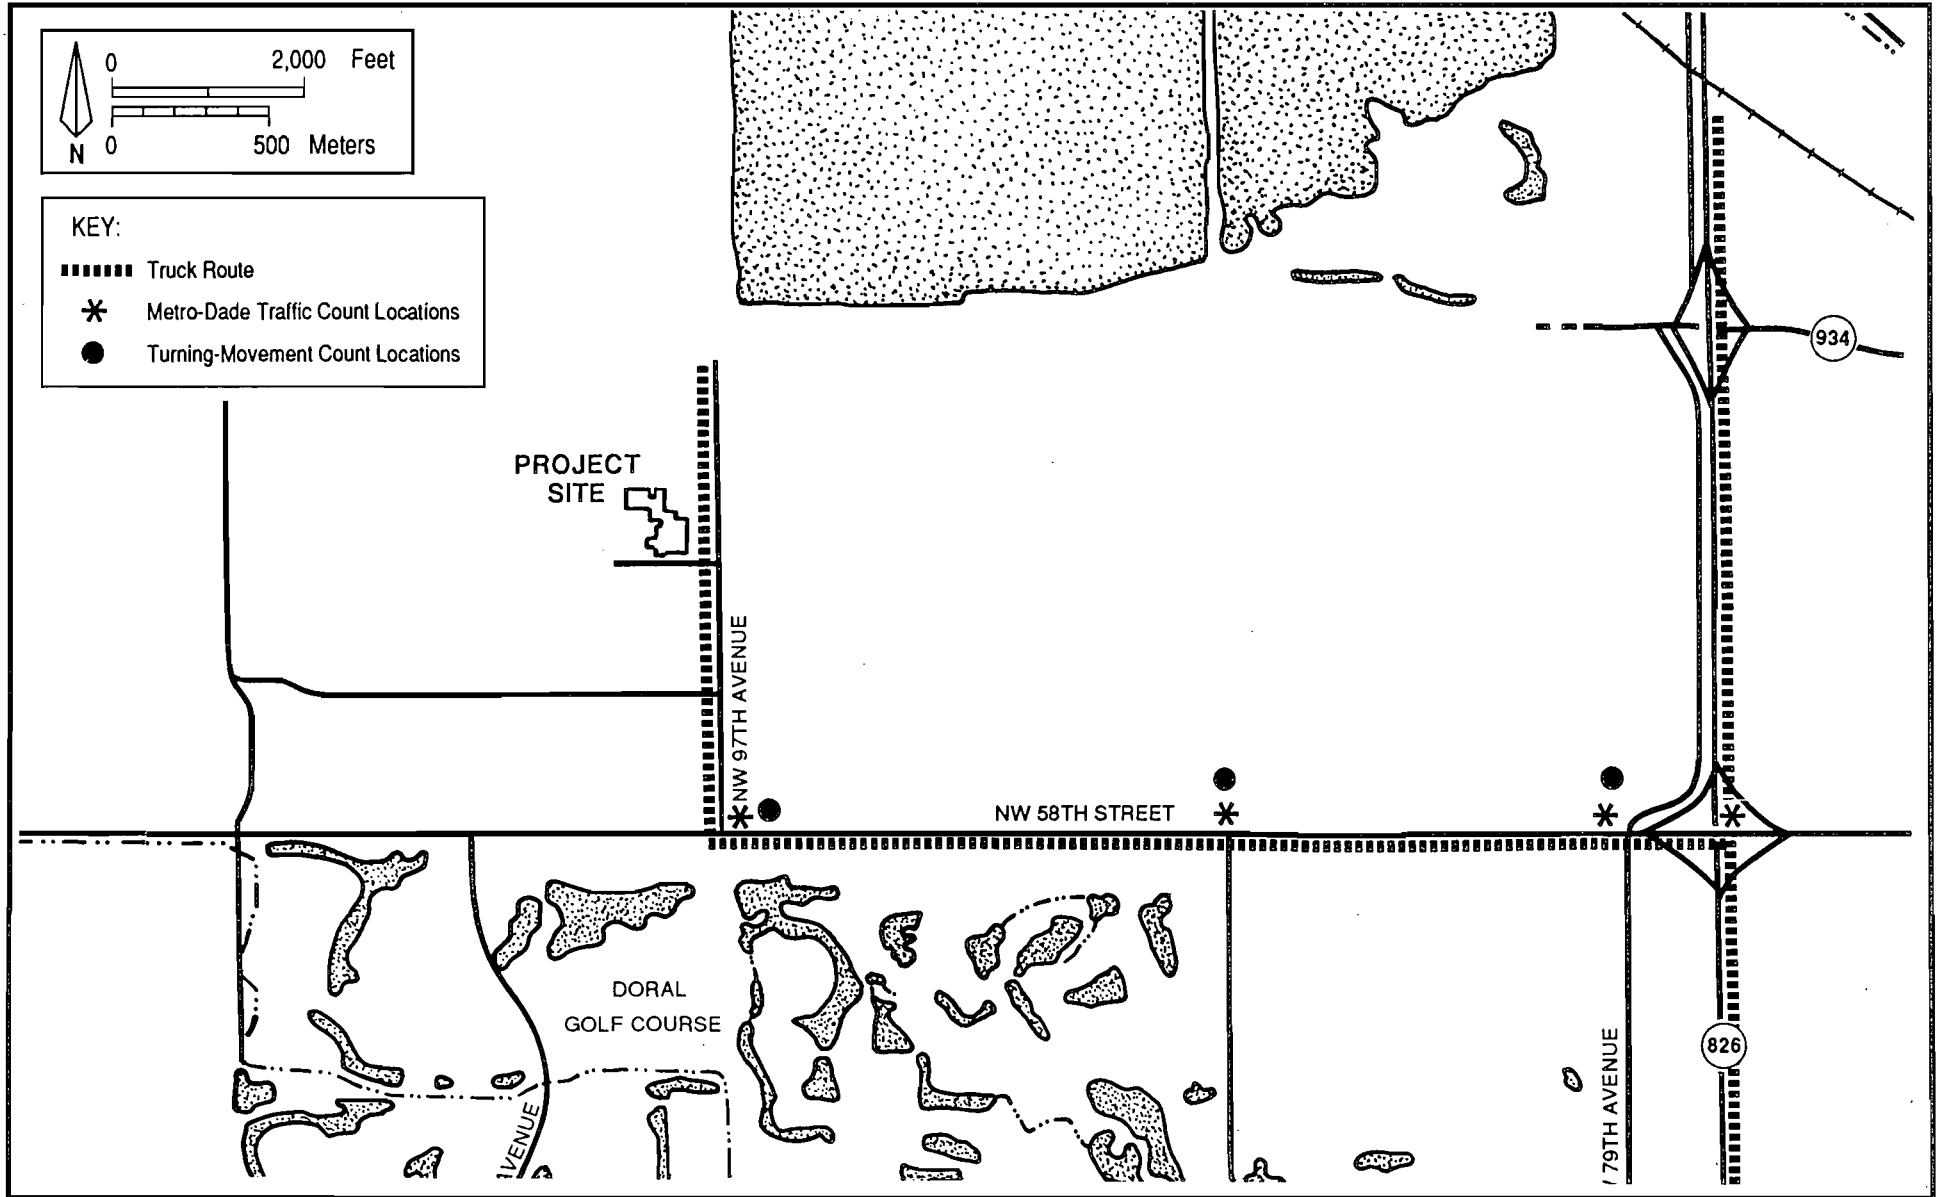 0 2,000 Feet
0 500 Meters
N
KEY:
Truck Route
Metro-Dade Traffic Count Locations
Turning-Movement Count Locations
934
PROJECT
SITE
NW 97TH AVENUE
NW 58TH STREET
DORAL
GOLF COURSE
AVENUE
79TH AVENUE
826